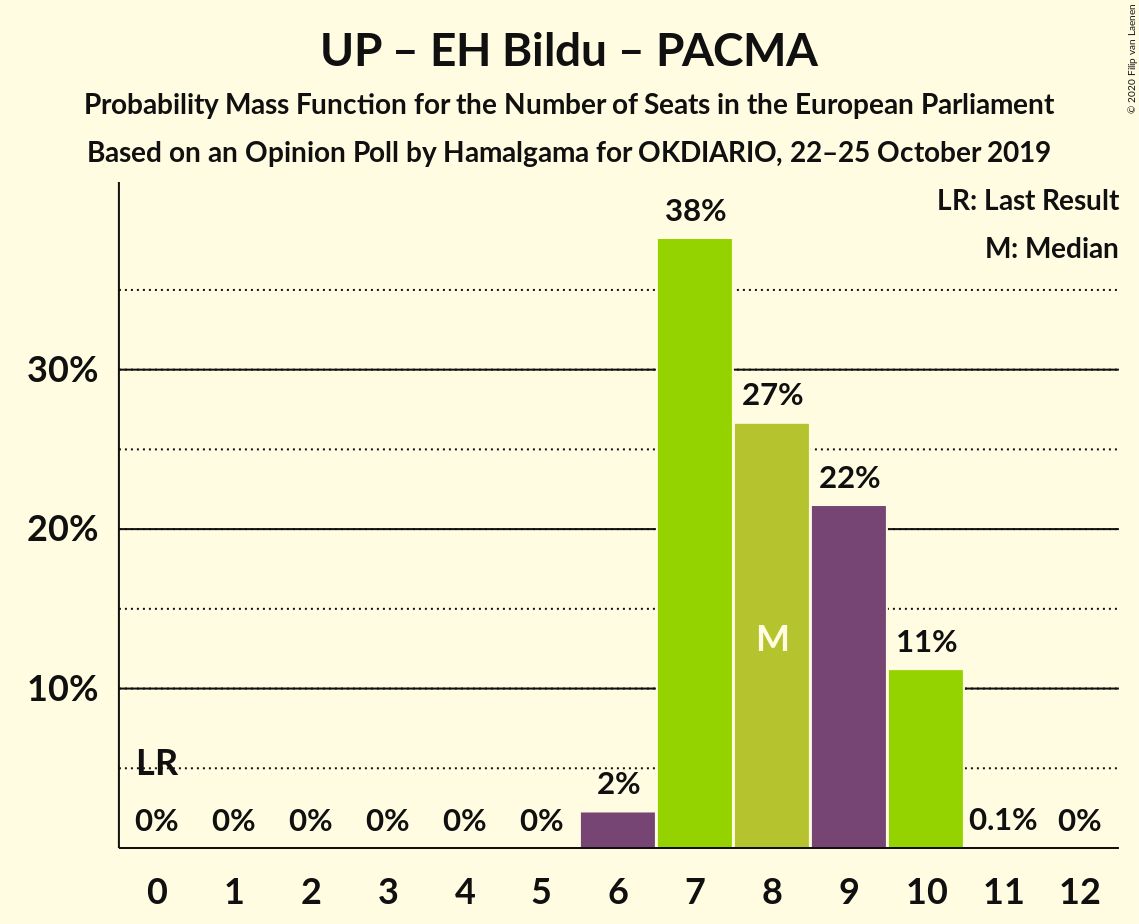 UP – EH Bildu – PACMA
Probability Mass Function for the Number of Seats in the European Parliament
Based on an Opinion Poll by Hamalgama for OKDIARIO, 22–25 October 2019
© 2020 Filip van Laenen
LR: Last Result
M: Median
38%
30%
27%
22%
20%
M
11%
10%
LR
2%
0% 0% 0% 0% 0% 0% 0.1% 0%
0 1 2 3 4 5 6 7 8 9 10 11 12